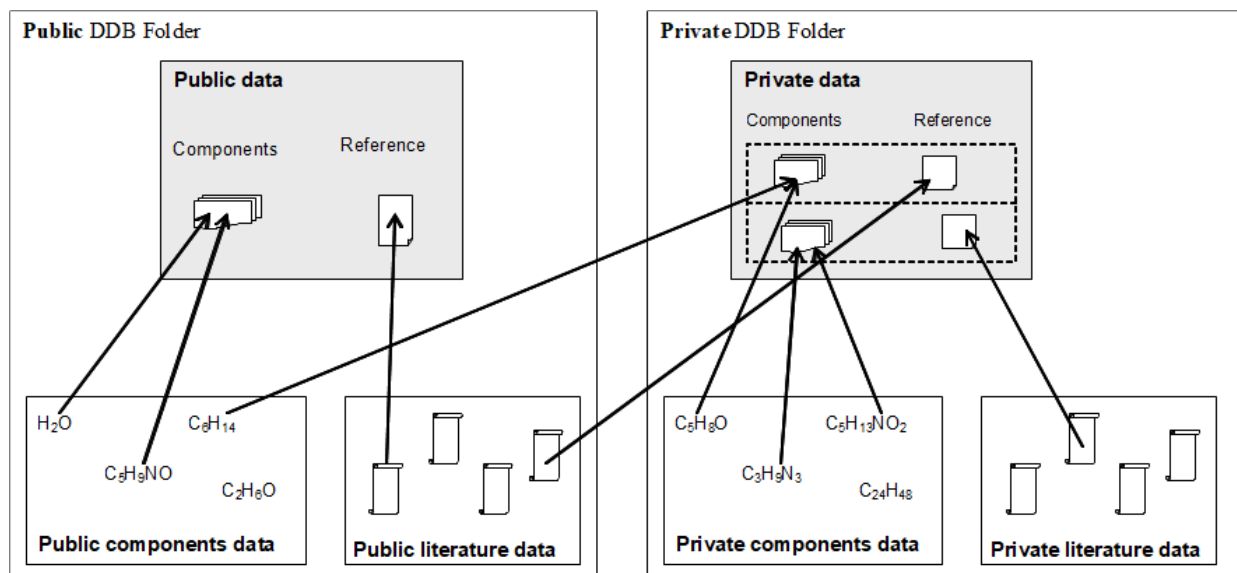 Public DDB Folder
Public data
Components
Reference
H₂O
C₆H₁₄
C₅H₉NO
C₂H₆O
Public components data
Public literature data
Private DDB Folder
Private data
Components
Reference
C₅H₈O
C₅H₁₃NO₂
C₃H₉N₃
C₂₄H₄₈
Private components data
Private literature data